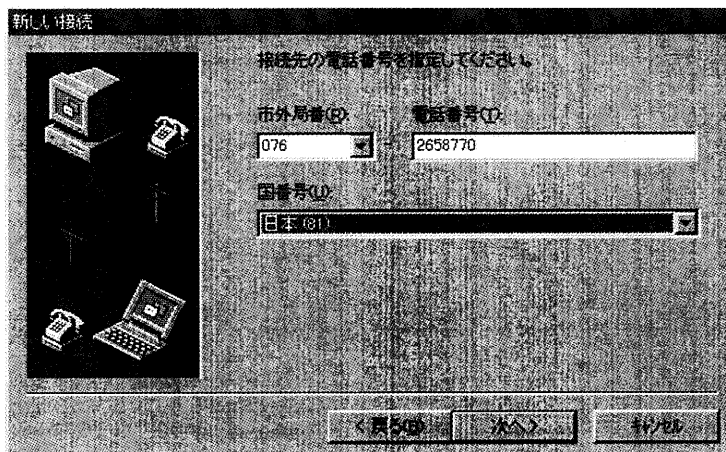 新しい接続
接続先の電話番号を指定してください。
市外局番(R): 電話番号(T):
076 - 2658770
国番号(U):
日本 (81)
< 戻る(B) 次へ > キャンセル